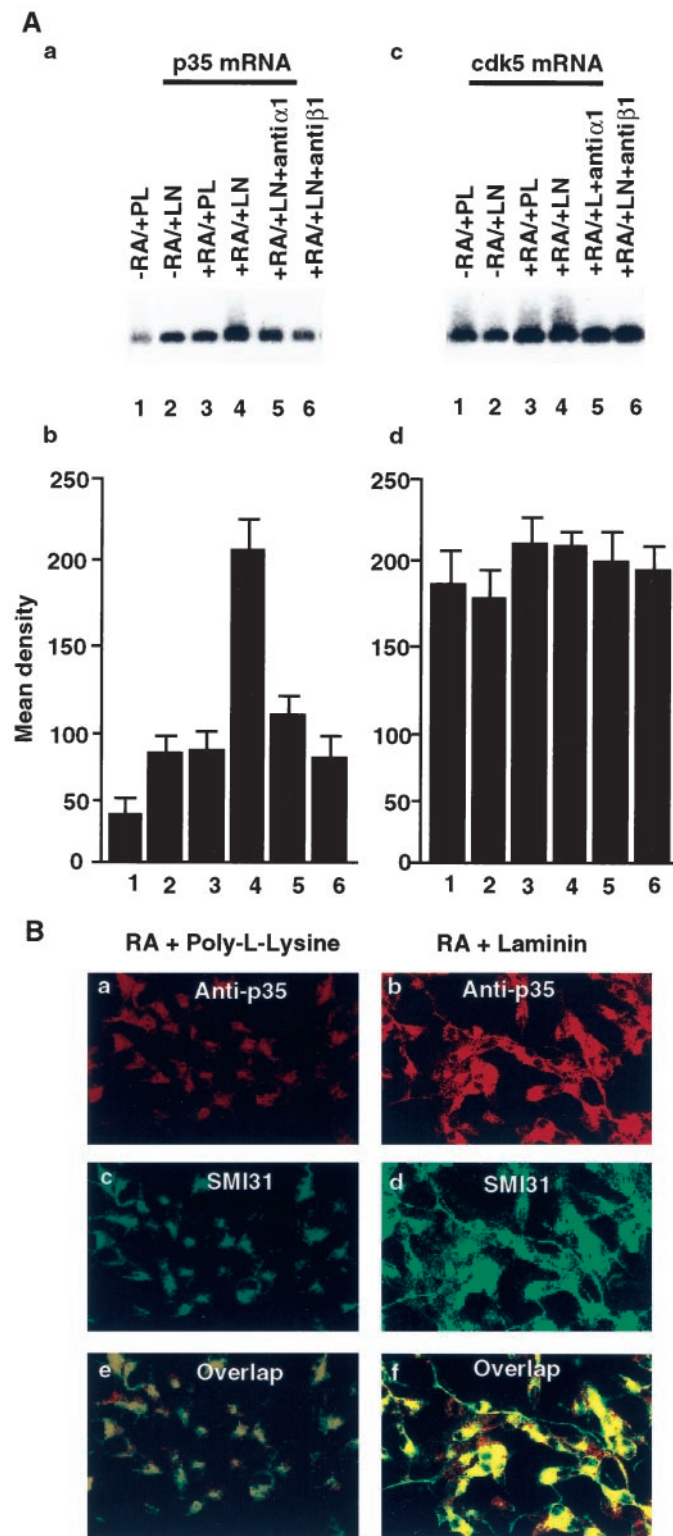 A
a
p35 mRNA
-RA/+PL
-RA/+LN
+RA/+PL
+RA/+LN
+RA/+LN+antiα1
+RA/+LN+antiβ1
1 2 3 4 5 6
c
cdk5 mRNA
-RA/+PL
-RA/+LN
+RA/+PL
+RA/+LN
+RA/+L+antiα1
+RA/+LN+antiβ1
1 2 3 4 5 6
b
Mean density
250
200
150
100
50
0
1 2 3 4 5 6
d
250
200
150
100
50
0
1 2 3 4 5 6
B
RA + Poly-L-Lysine
RA + Laminin
a Anti-p35
b Anti-p35
c SMI31
d SMI31
e Overlap
f Overlap